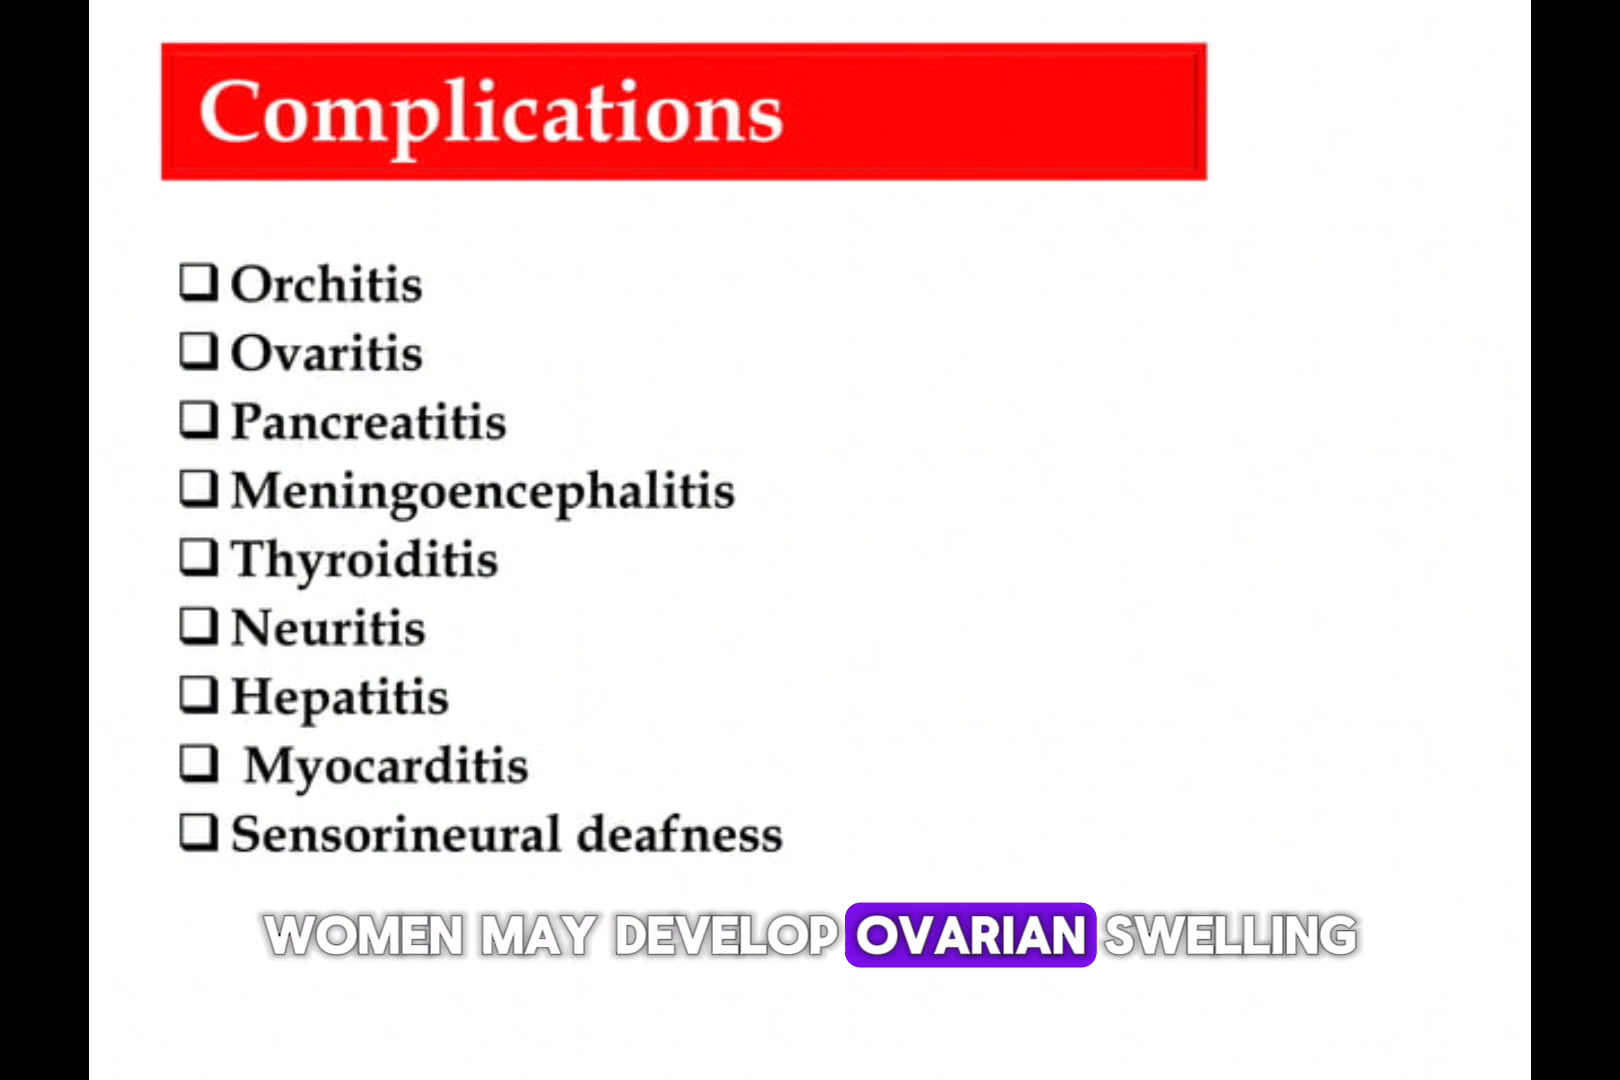 Complications
❑ Orchitis
❑ Ovaritis
❑ Pancreatitis
❑ Meningoencephalitis
❑ Thyroiditis
❑ Neuritis
❑ Hepatitis
❑ Myocarditis
❑ Sensorineural deafness
WOMEN MAY DEVELOP OVARIAN SWELLING